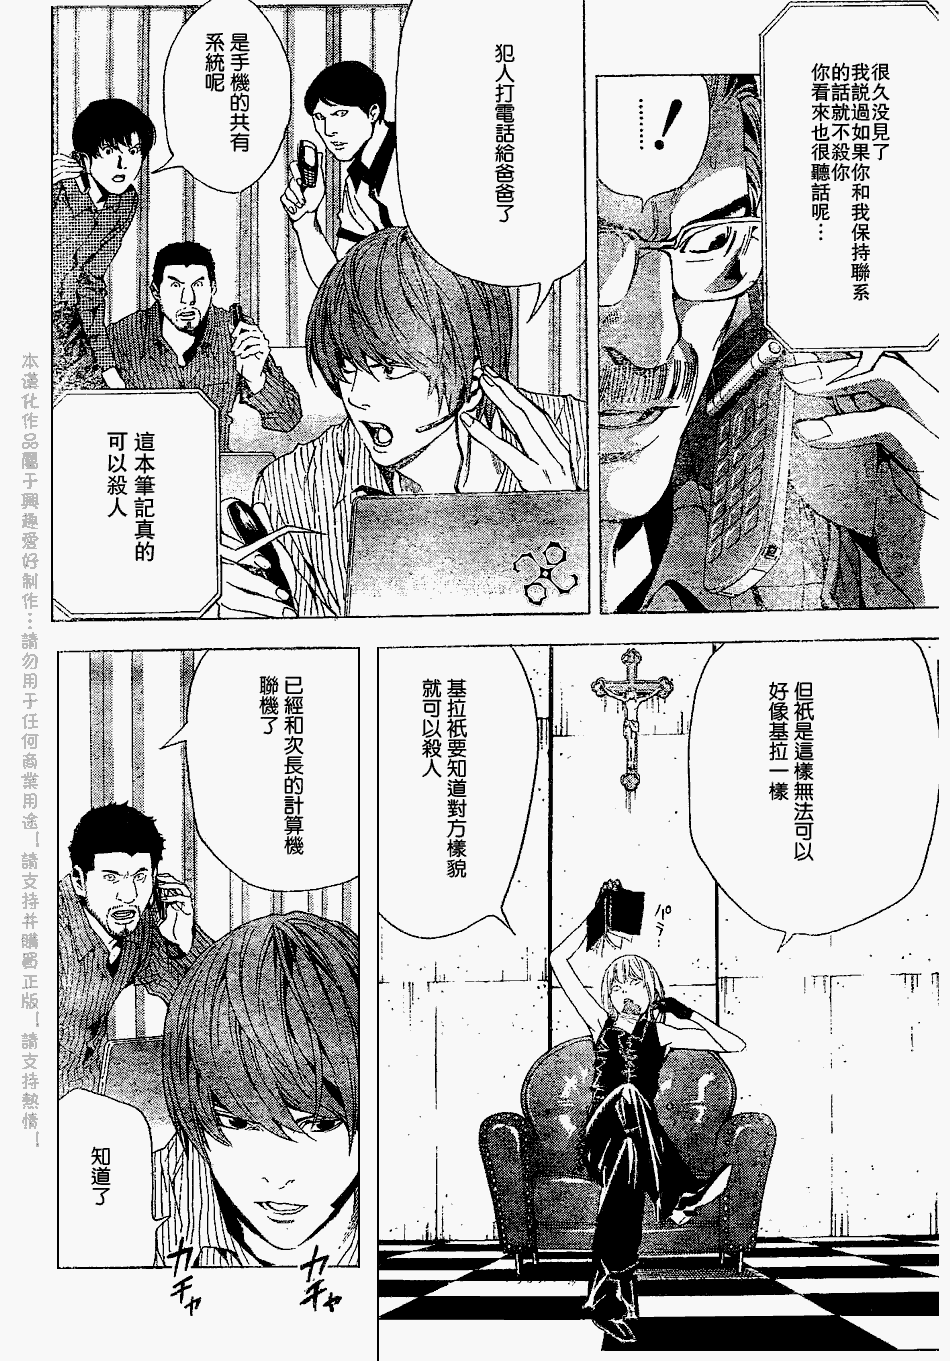 很久没見了
我説過如果你和我保持聯系
的話就不殺你
你看來也很聽話呢…
……！
犯人打電話給爸爸了
是手機的共有
系統呢
這本筆記真的
可以殺人
但衹是這樣無法可以
好像基拉一樣
基拉衹要知道對方樣貌
就可以殺人
パラ…
已經和次長的計算機
聯機了
知道了
カチャ
カチャ
本漢化作品屬于興趣愛好制作…請勿用于任何商業用途！請支持并購買正版！請支持熱情！